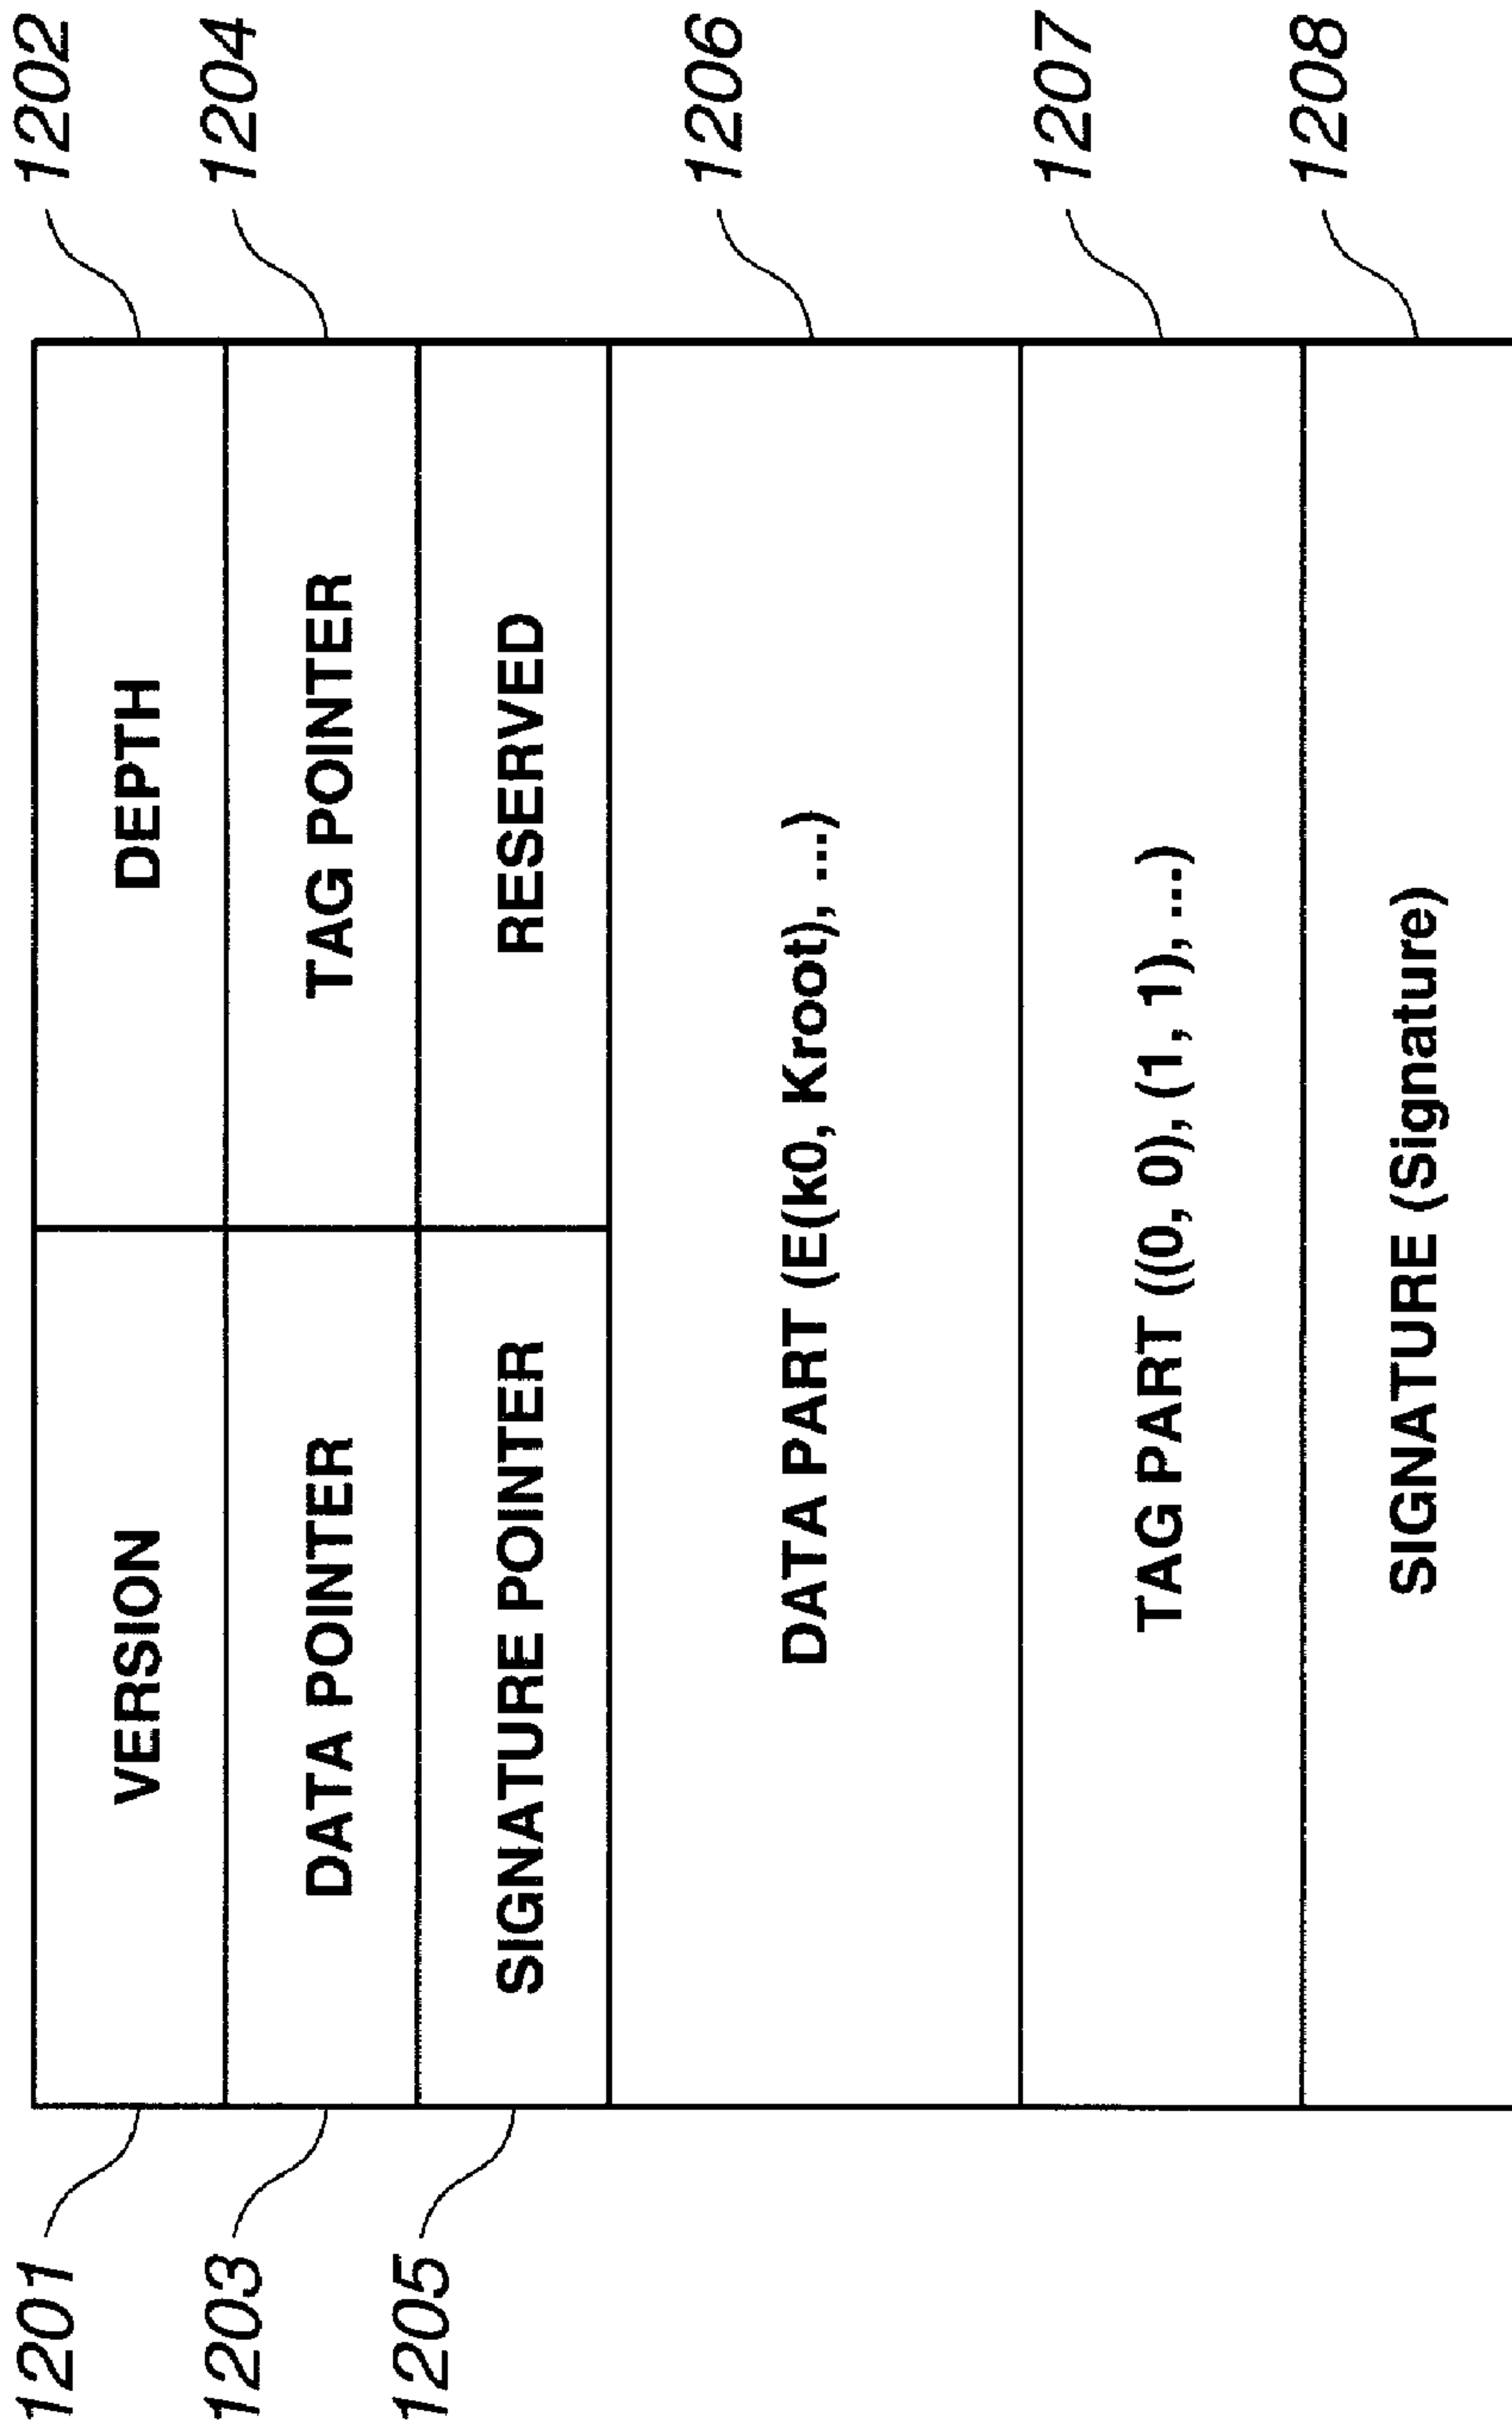 1201 VERSION DEPTH 1202
1203 DATA POINTER TAG POINTER 1204
1205 SIGNATURE POINTER RESERVED
DATA PART (E(k0, Kroot), ...) 1206
TAG PART ((0, 0), (1, 1), ...) 1207
SIGNATURE (Signature) 1208